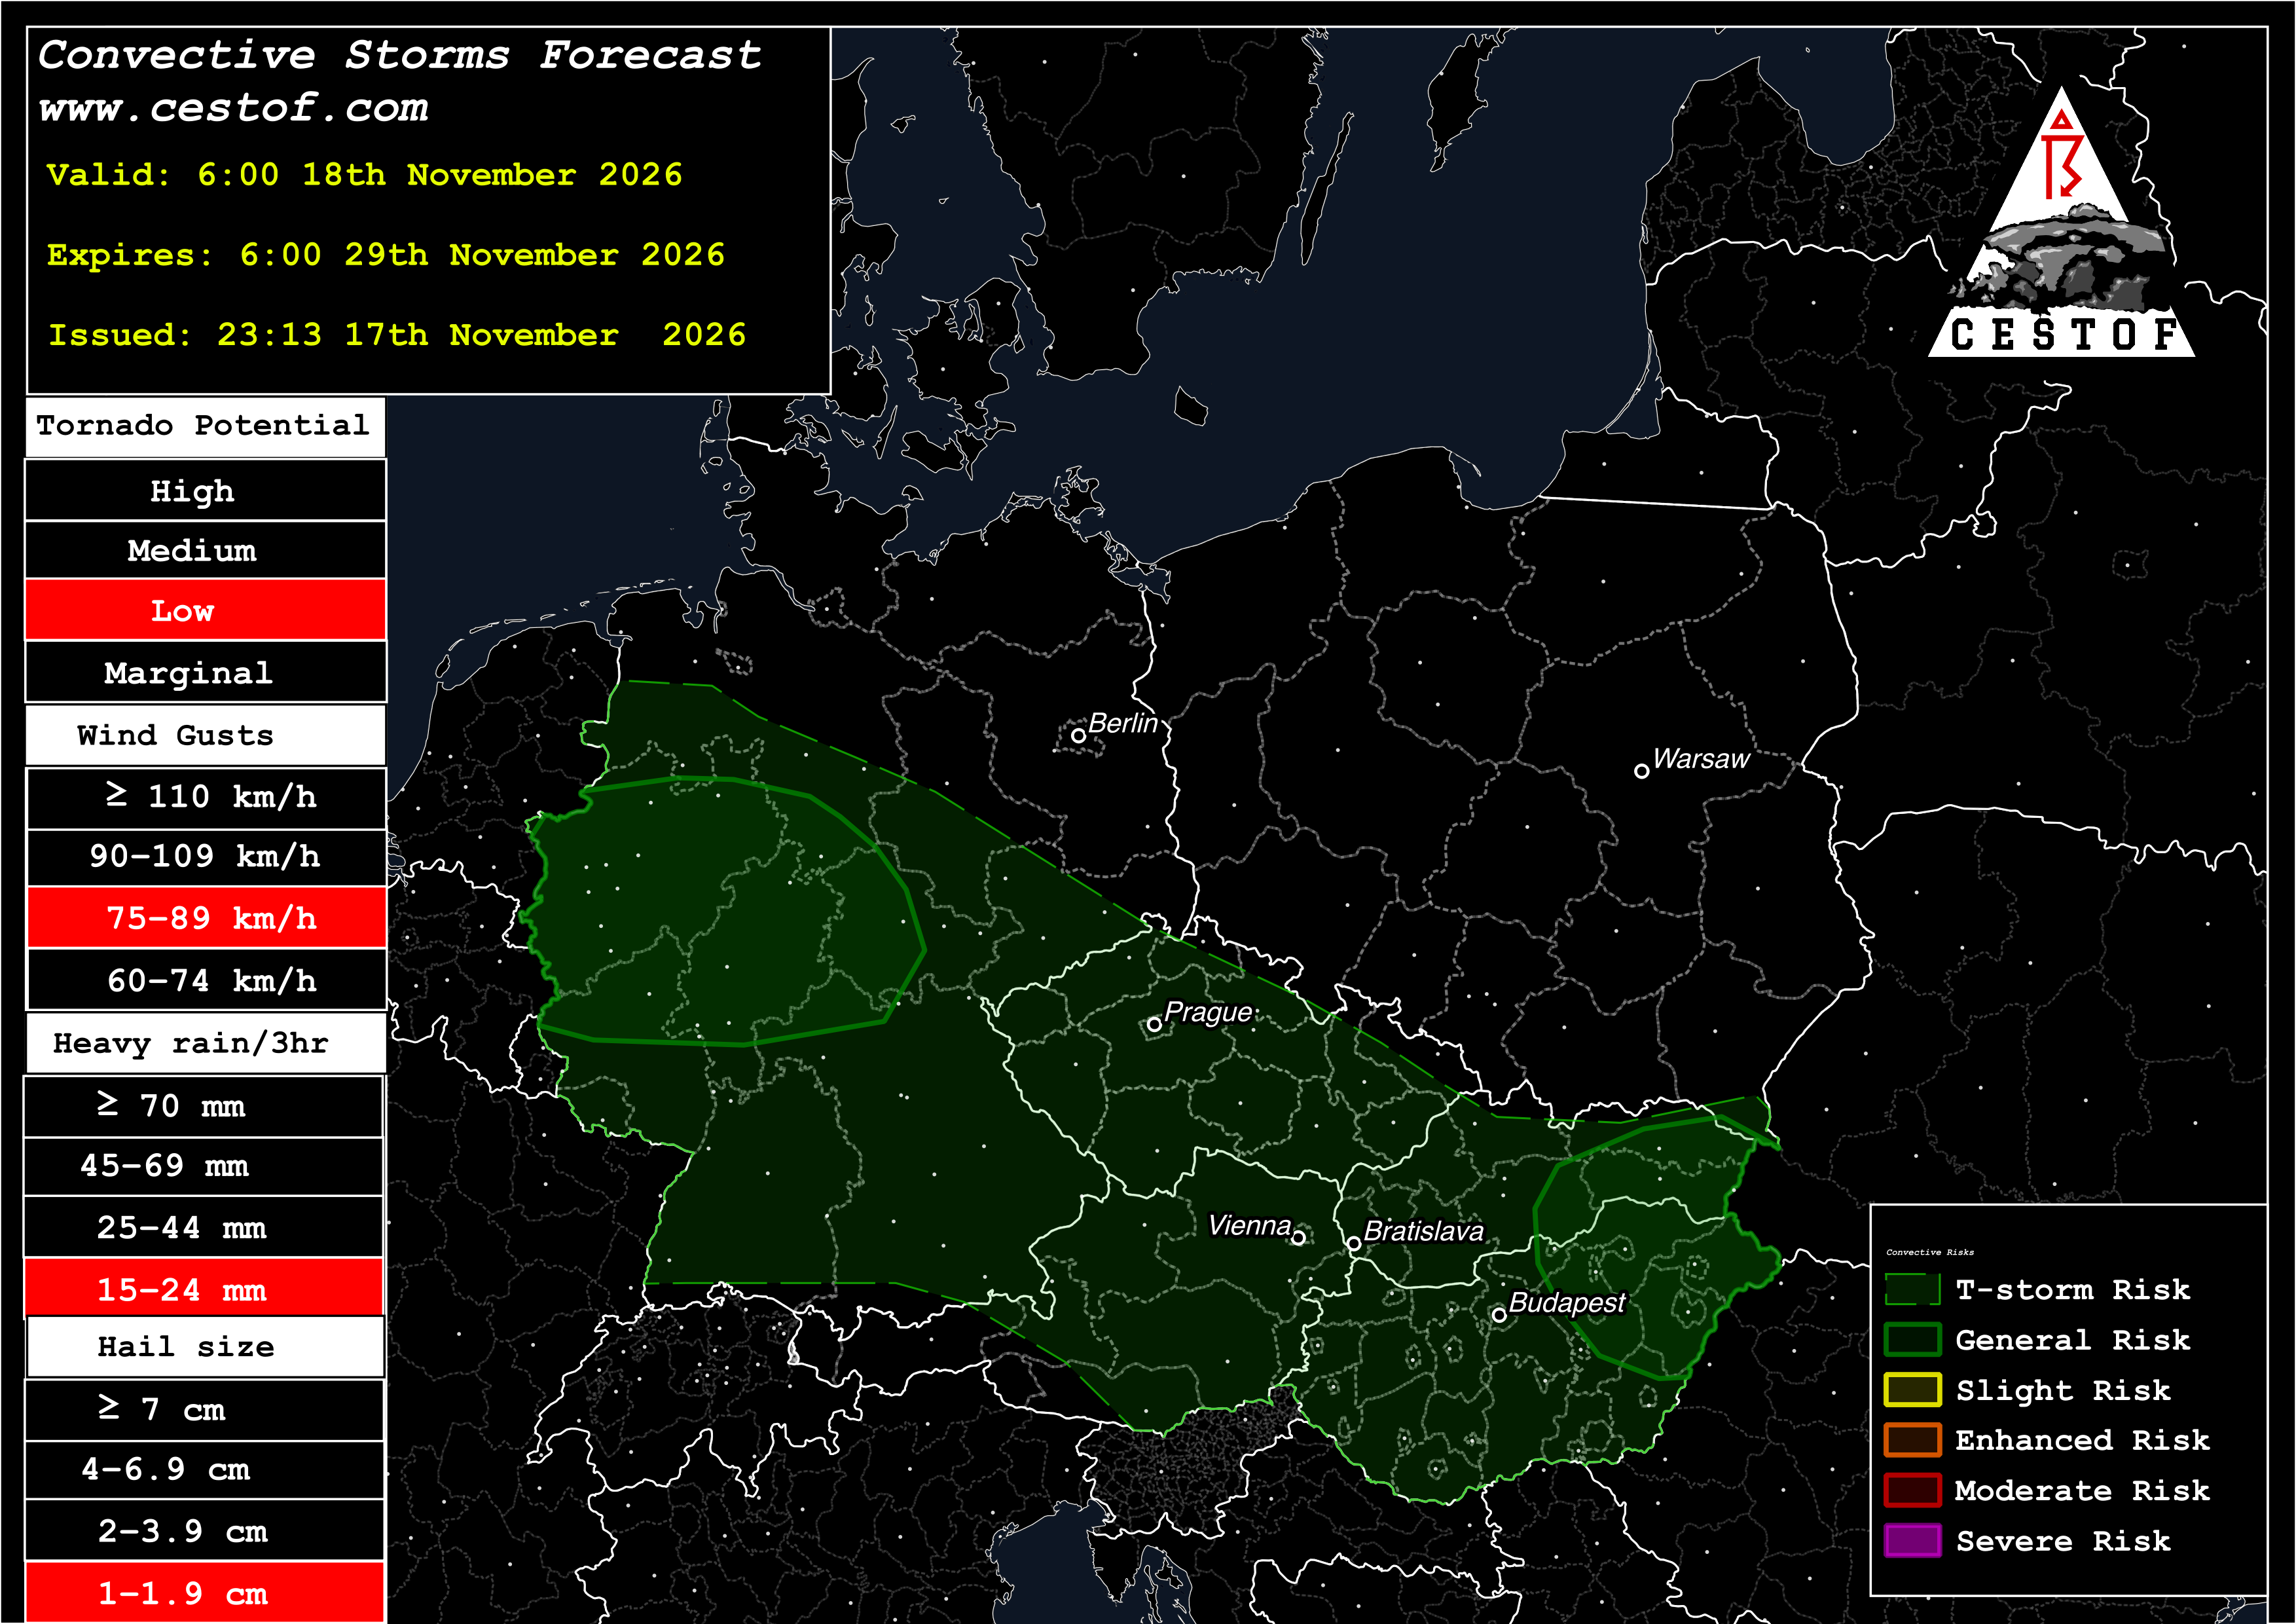 Convective Storms Forecast
www.cestof.com
Valid: 6:00 18th November 2026
Expires: 6:00 29th November 2026
Issued: 23:13 17th November 2026
CESTOF
Tornado Potential
High
Medium
Low
Marginal
Wind Gusts
≥ 110 km/h
90-109 km/h
75-89 km/h
60-74 km/h
Heavy rain/3hr
≥ 70 mm
45-69 mm
25-44 mm
15-24 mm
Hail size
≥ 7 cm
4-6.9 cm
2-3.9 cm
1-1.9 cm
Berlin
Warsaw
Prague
Vienna
Bratislava
Budapest
Convective Risks
T-storm Risk
General Risk
Slight Risk
Enhanced Risk
Moderate Risk
Severe Risk